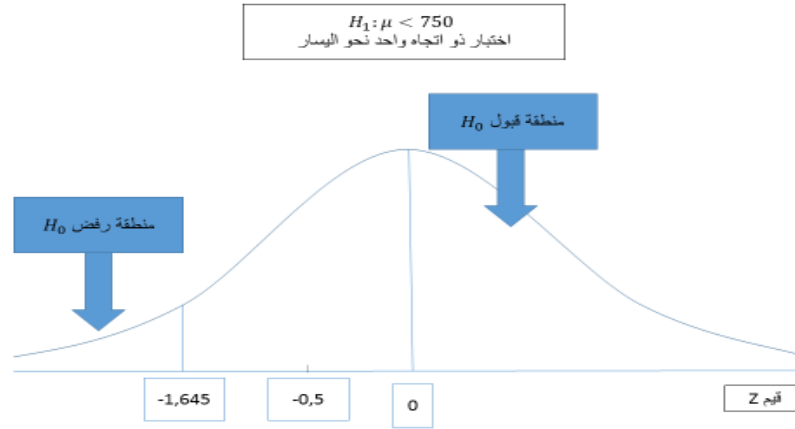 H₁: μ < 750
اختبار ذو اتجاه واحد نحو اليسار
منطقة قبول H₀
منطقة رفض H₀
-1,645
-0,5
0
قيم Z